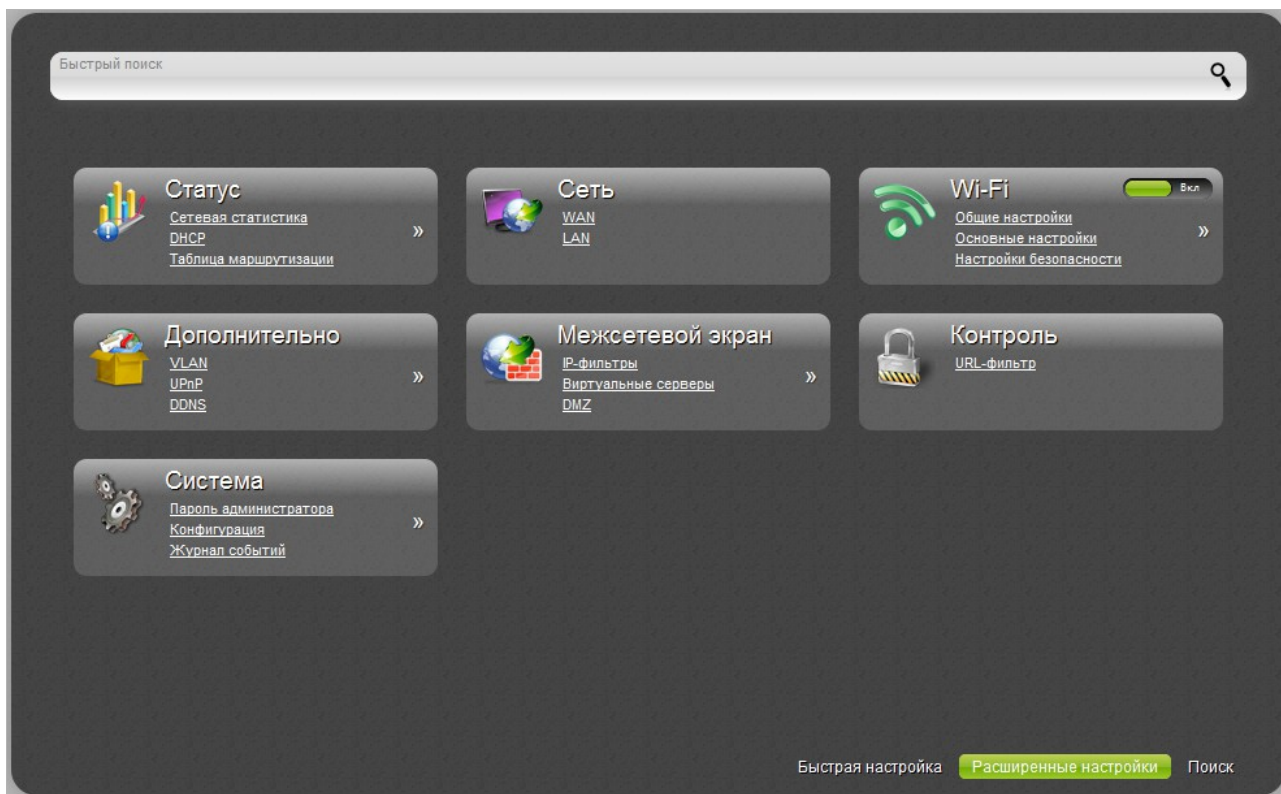 Быстрый поиск
Статус
Сетевая статистика
DHCP
Таблица маршрутизации
»
Сеть
WAN
LAN
Wi-Fi
Вкл
Общие настройки
Основные настройки
Настройки безопасности
»
Дополнительно
VLAN
UPnP
DDNS
»
Межсетевой экран
IP-фильтры
Виртуальные серверы
DMZ
»
Контроль
URL-фильтр
Система
Пароль администратора
Конфигурация
Журнал событий
»
Быстрая настройка Расширенные настройки Поиск